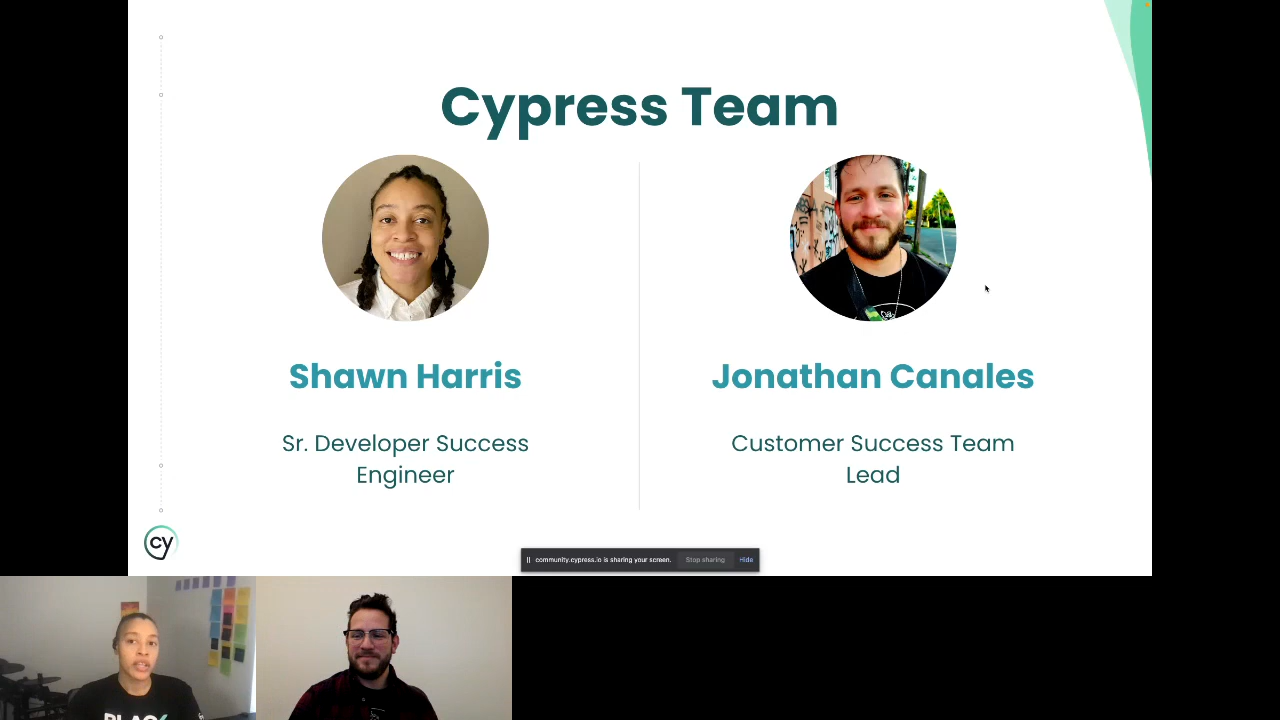 Cypress Team
Shawn Harris
Sr. Developer Success
Engineer
Jonathan Canales
Customer Success Team
Lead
cy
community.cypress.io is sharing your screen. Stop sharing Hide